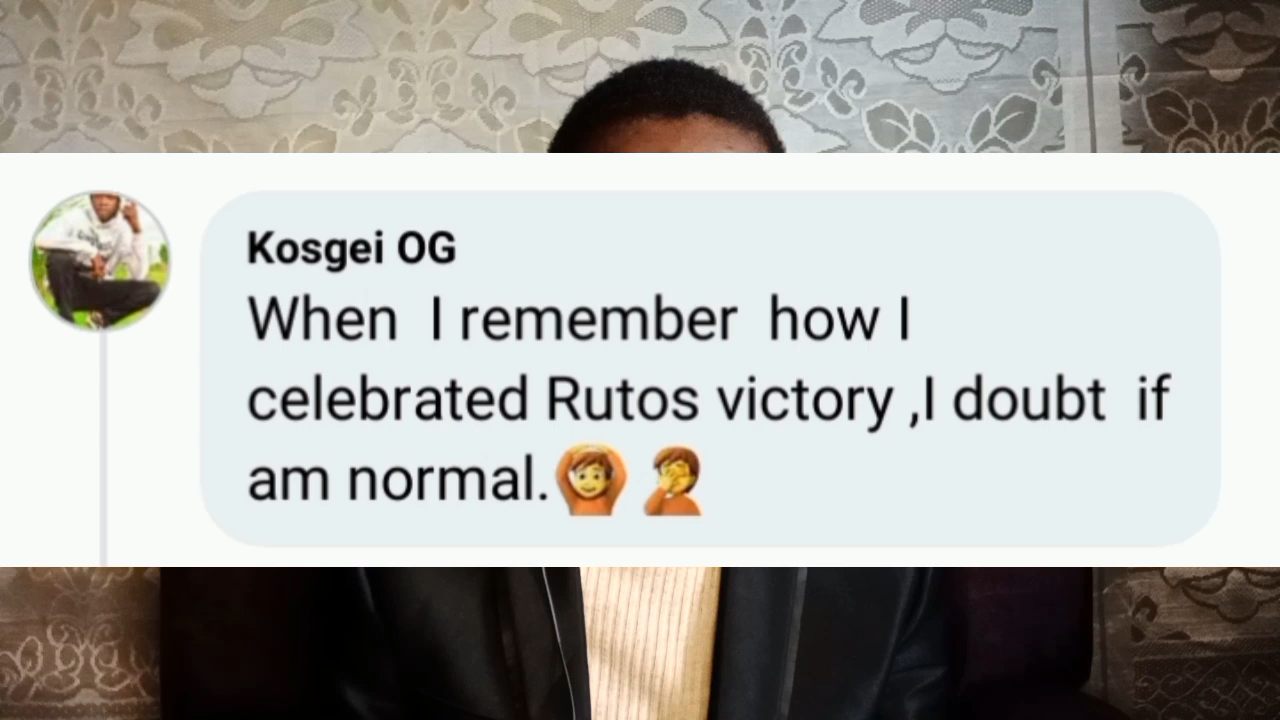 Kosgei OG
When I remember how I
celebrated Rutos victory ,I doubt if
am normal.🙆🤦